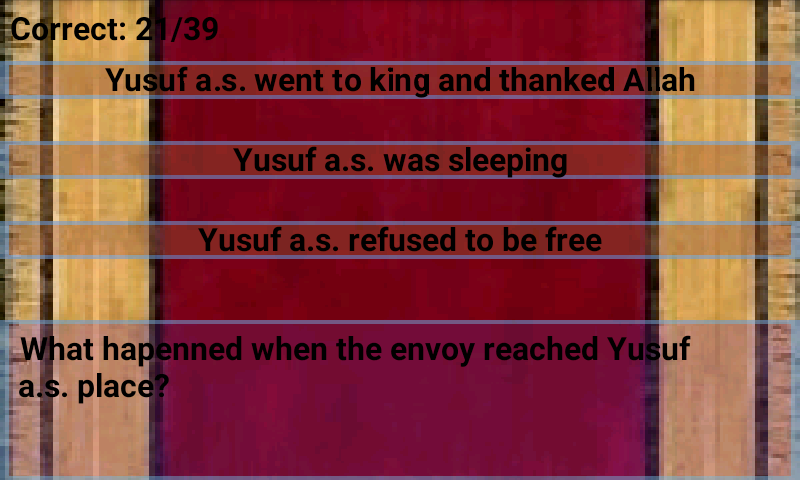 Correct: 21/39
Yusuf a.s. went to king and thanked Allah
Yusuf a.s. was sleeping
Yusuf a.s. refused to be free
What hapenned when the envoy reached Yusuf
a.s. place?